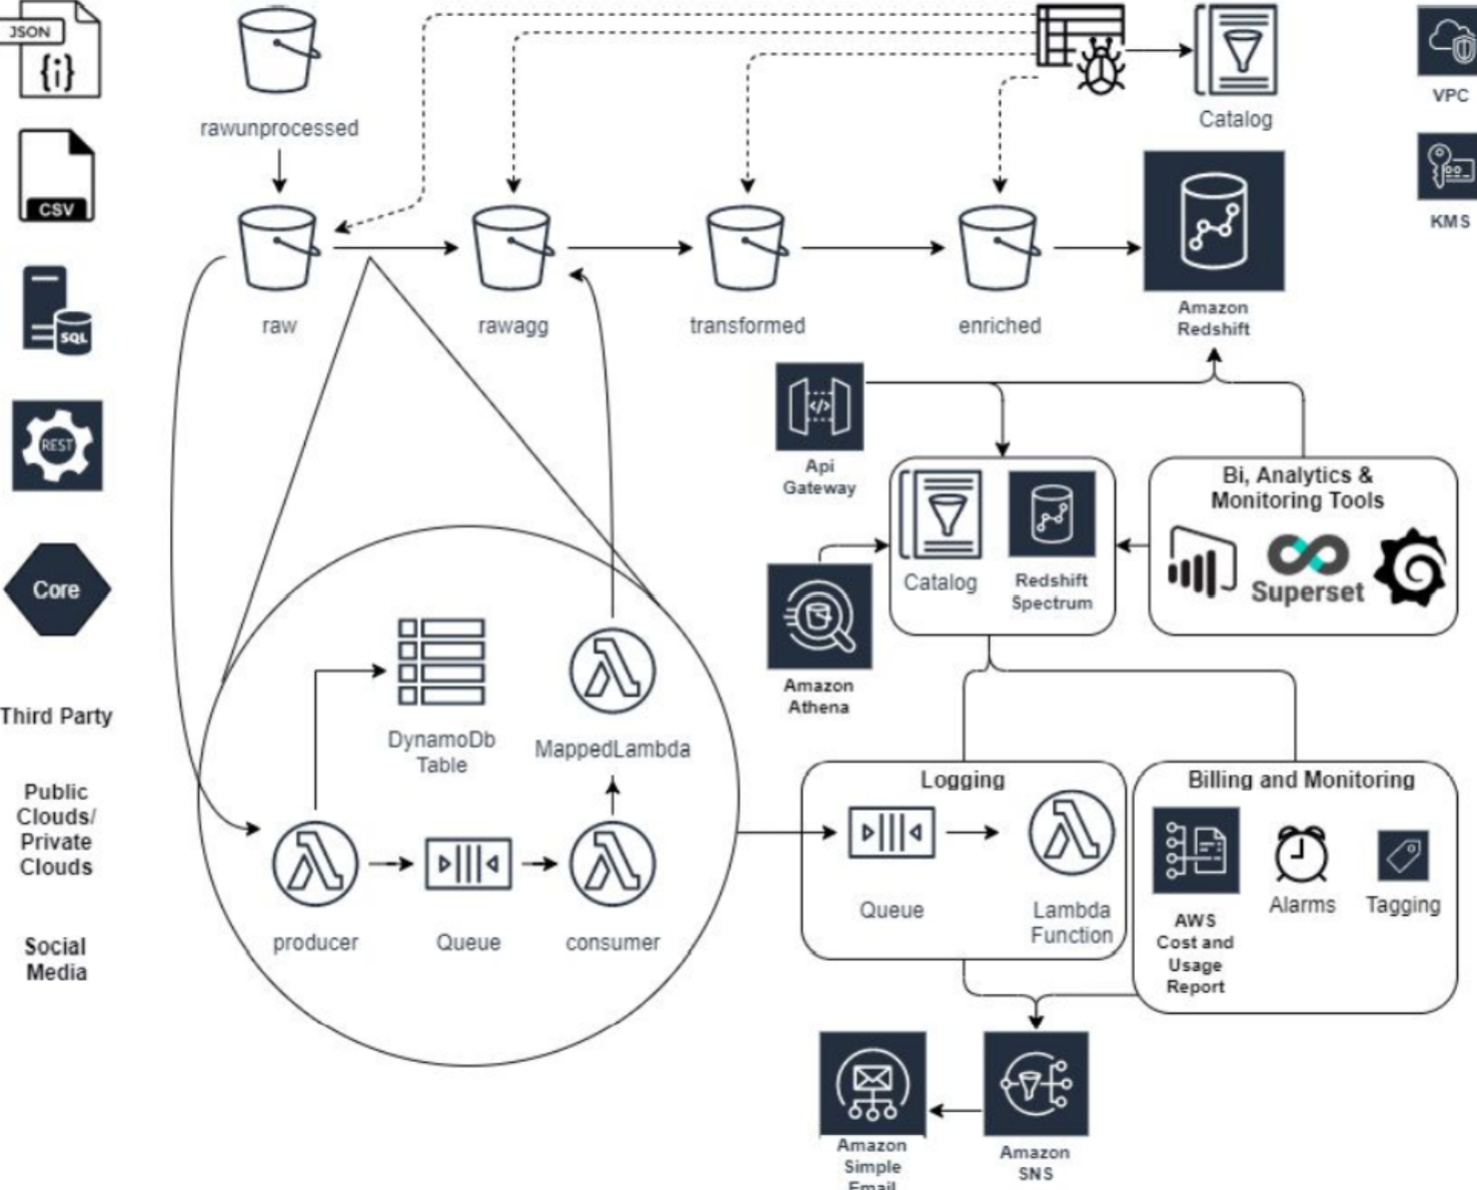 JSON
{i}
rawunprocessed
Catalog
VPC
CSV
KMS
SQL
raw
rawagg
transformed
enriched
Amazon
Redshift
REST
</>
Api
Gateway
Bi, Analytics &
Monitoring Tools
Superset
Catalog
Redshift
Spectrum
Core
Amazon
Athena
Third Party
DynamoDb
Table
MappedLambda
Public
Clouds/
Private
Clouds
Logging
Billing and Monitoring
Queue
Lambda
Function
AWS
Cost and
Usage
Report
Alarms
Tagging
producer
Queue
consumer
Social
Media
Amazon
Simple
Email
Amazon
SNS